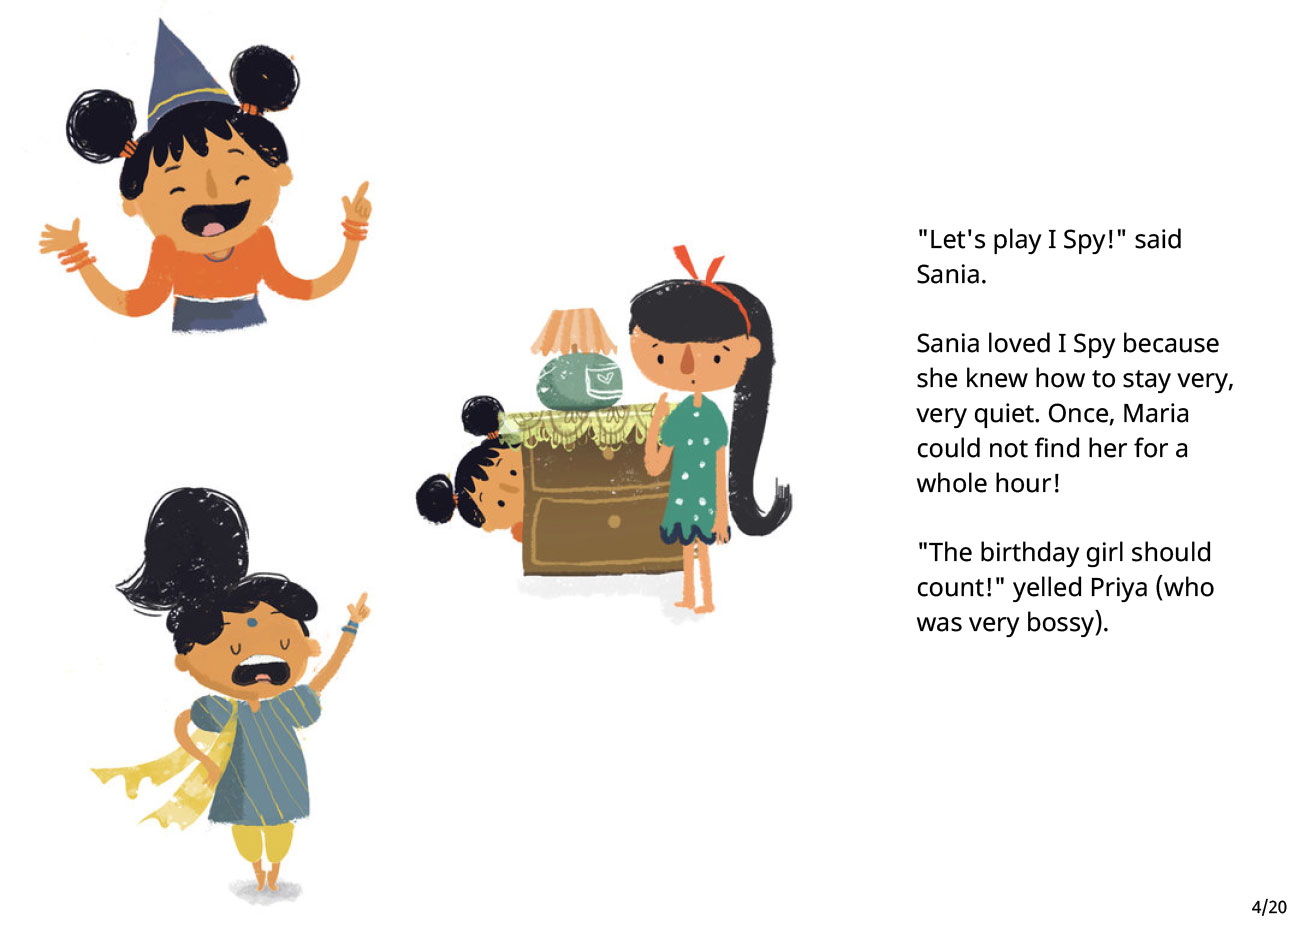 "Let's play I Spy!" said
Sania.
Sania loved I Spy because
she knew how to stay very,
very quiet. Once, Maria
could not find her for a
whole hour!
"The birthday girl should
count!" yelled Priya (who
was very bossy).
4/20